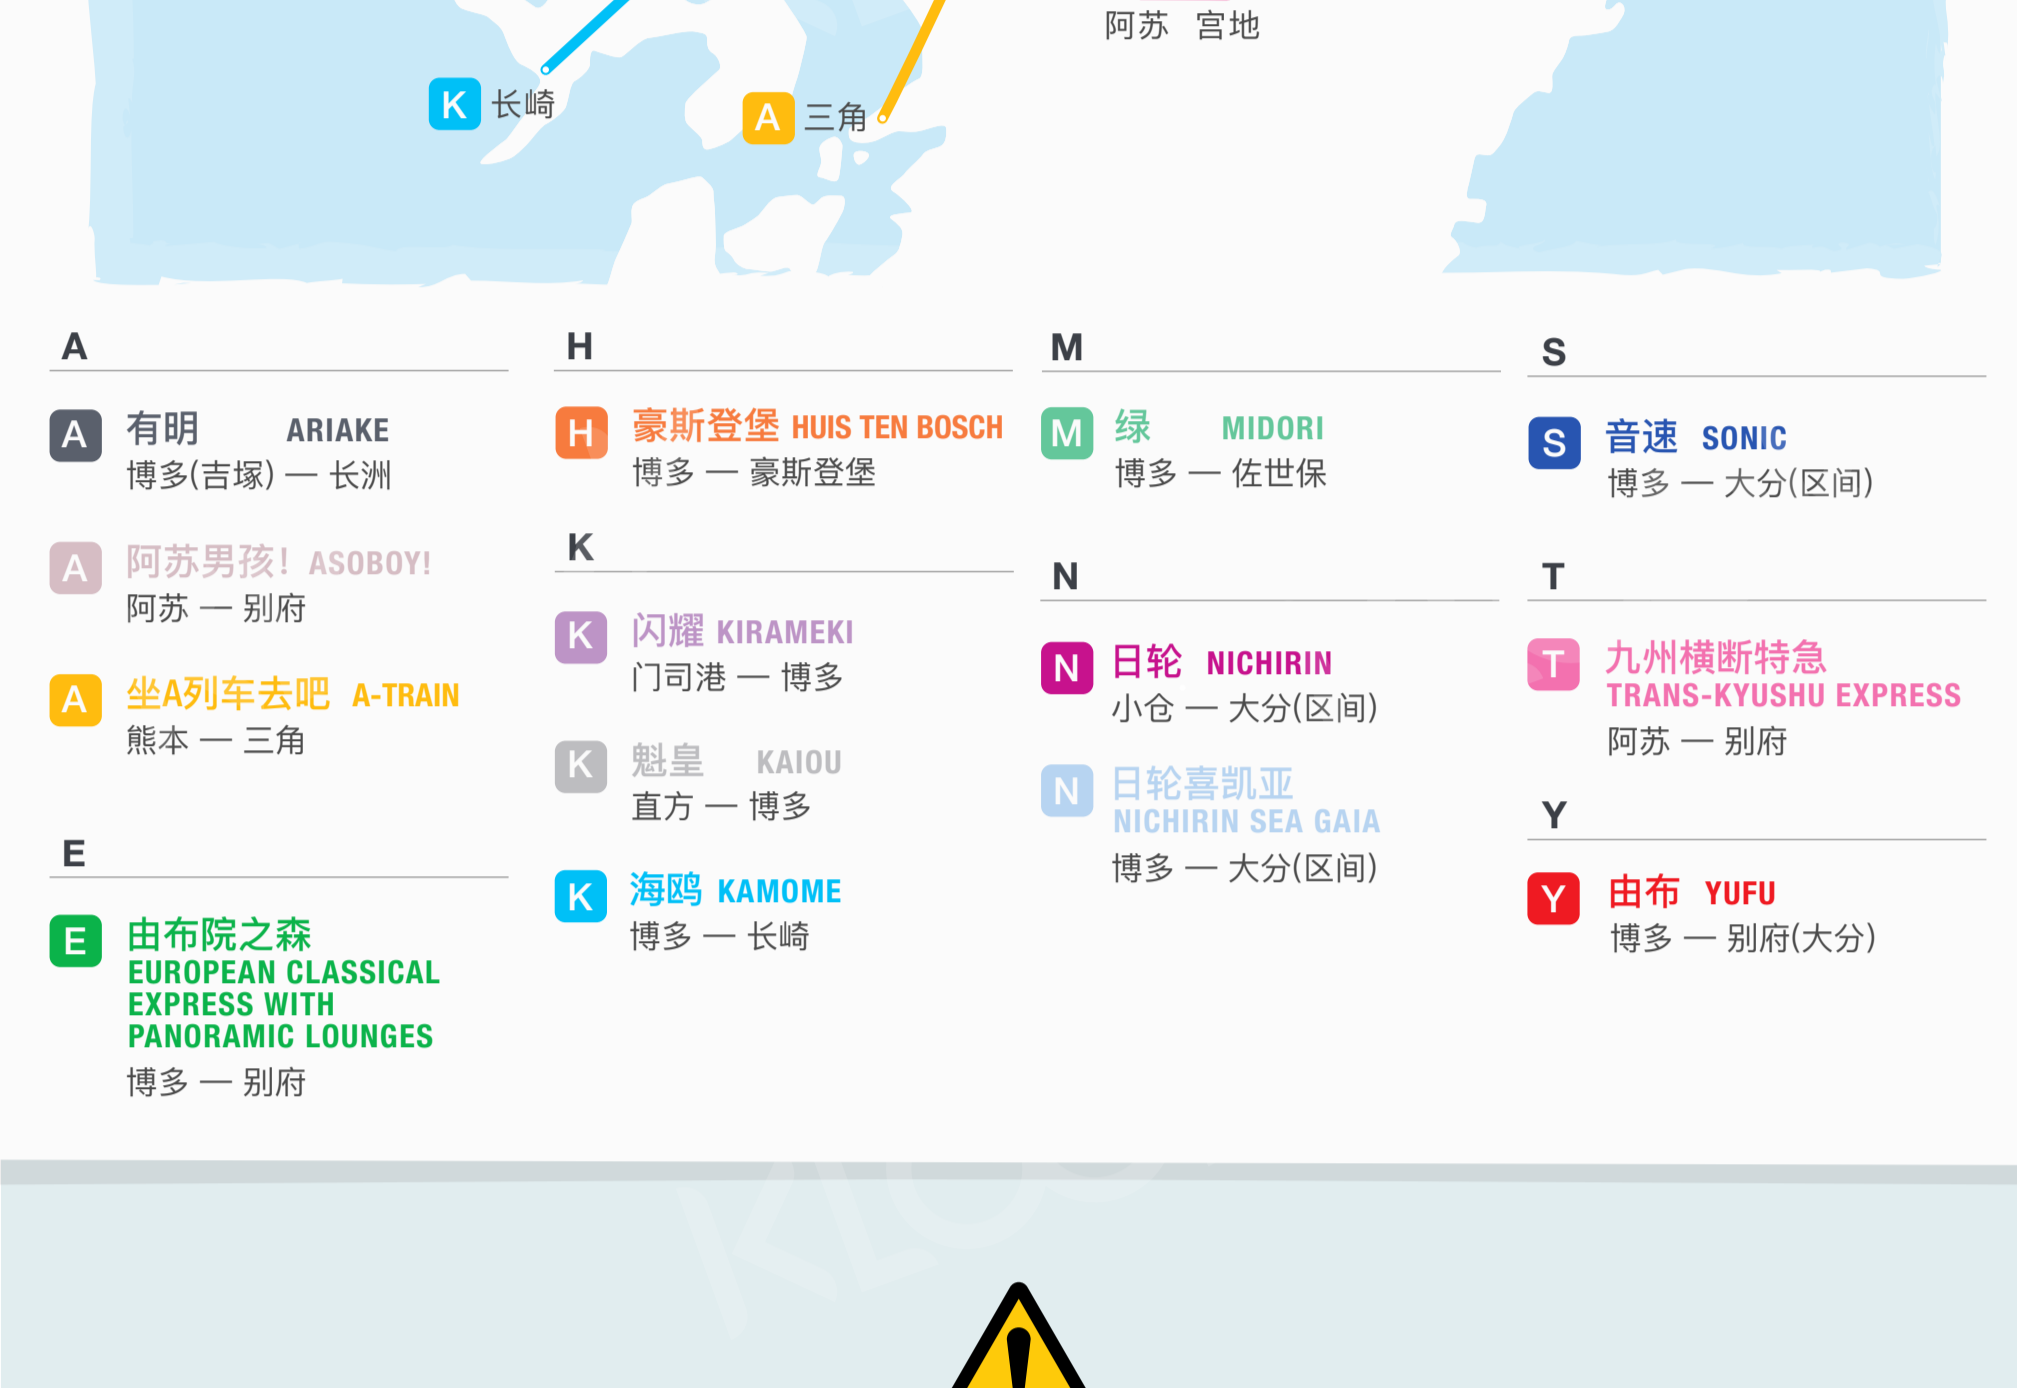 阿苏 宫地
K 长崎
A 三角
A
A 有明 ARIAKE
博多(吉塚) — 长洲
A 阿苏男孩! ASOBOY!
阿苏 — 别府
A 坐A列车去吧 A-TRAIN
熊本 — 三角
E
E 由布院之森
EUROPEAN CLASSICAL
EXPRESS WITH
PANORAMIC LOUNGES
博多 — 别府
H
H 豪斯登堡 HUIS TEN BOSCH
博多 — 豪斯登堡
K
K 闪耀 KIRAMEKI
门司港 — 博多
K 魁皇 KAIOU
直方 — 博多
K 海鸥 KAMOME
博多 — 长崎
M
M 绿 MIDORI
博多 — 佐世保
N
N 日轮 NICHIRIN
小仓 — 大分(区间)
N 日轮喜凯亚
NICHIRIN SEA GAIA
博多 — 大分(区间)
S
S 音速 SONIC
博多 — 大分(区间)
T
T 九州横断特急
TRANS-KYUSHU EXPRESS
阿苏 — 别府
Y
Y 由布 YUFU
博多 — 别府(大分)